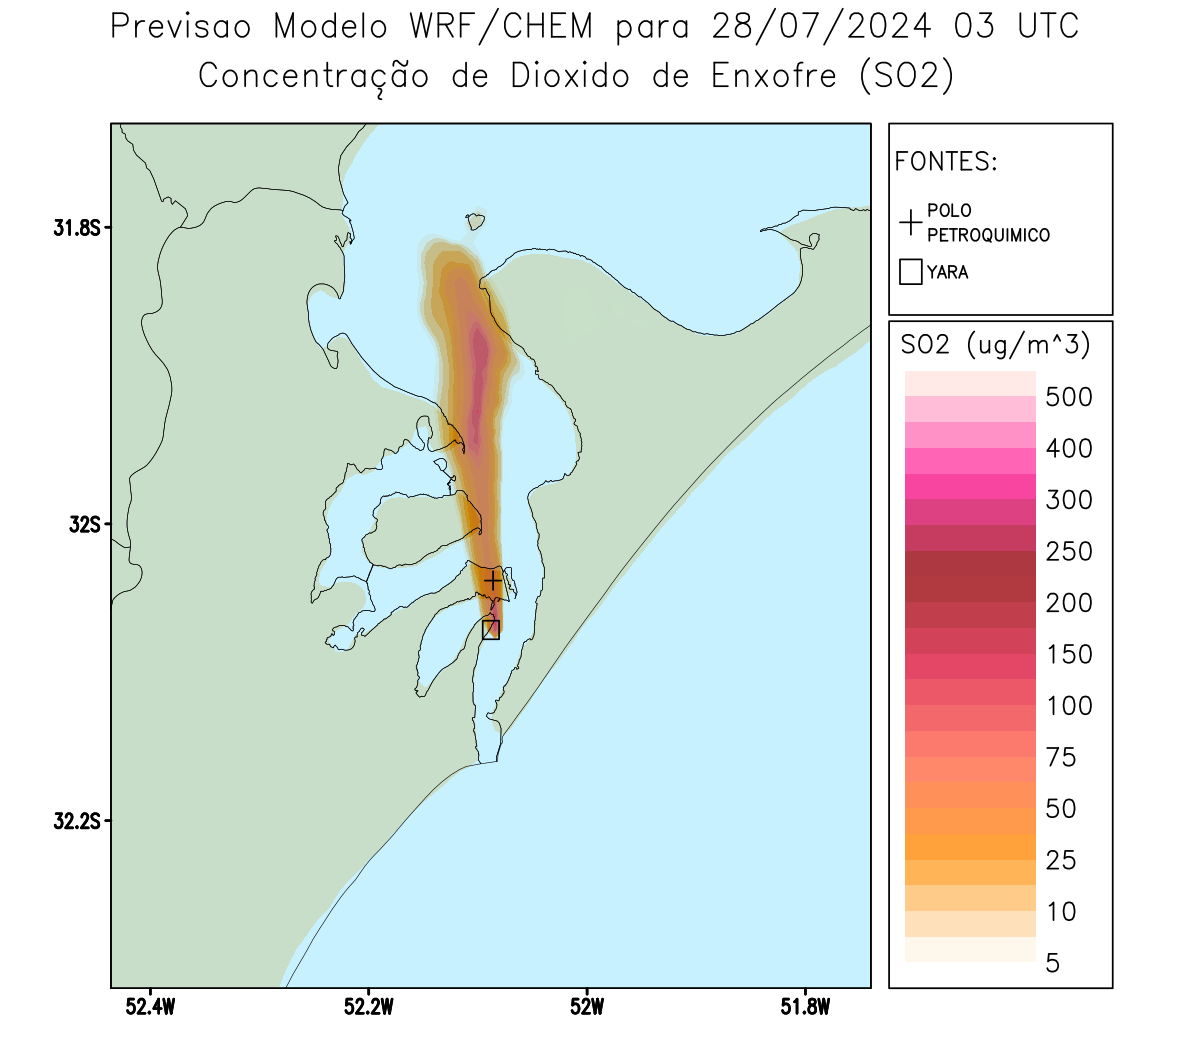 Previsao Modelo WRF/CHEM para 28/07/2024 03 UTC
Concentração de Dioxido de Enxofre (SO2)
FONTES:
POLO
PETROQUIMICO
YARA
SO2 (ug/m^3)
500
400
300
250
200
150
100
75
50
25
10
5
31.8S
32S
32.2S
52.4W
52.2W
52W
51.8W